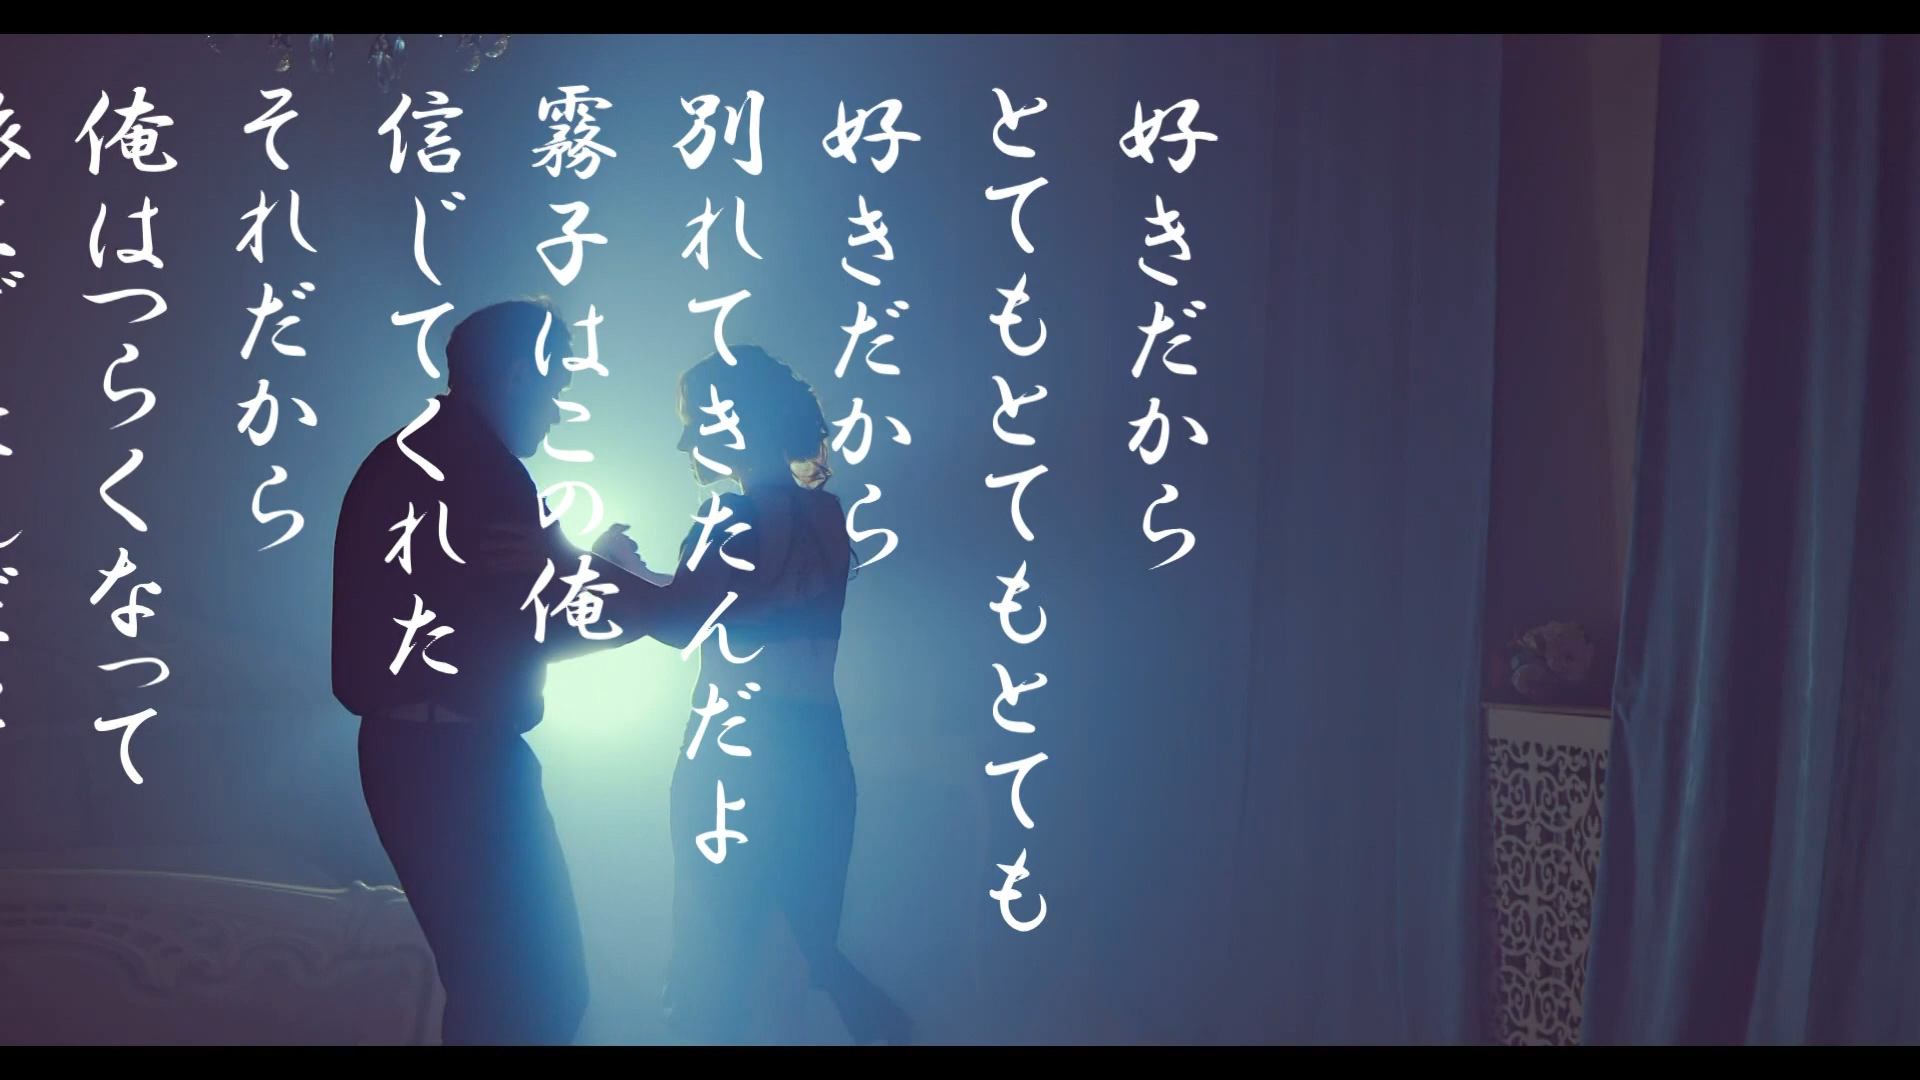 好きだから
とてもとてもとても
好きだから
別れてきたんだよ
霧子はこの俺
信じてくれた
それだから
俺はつらくなって